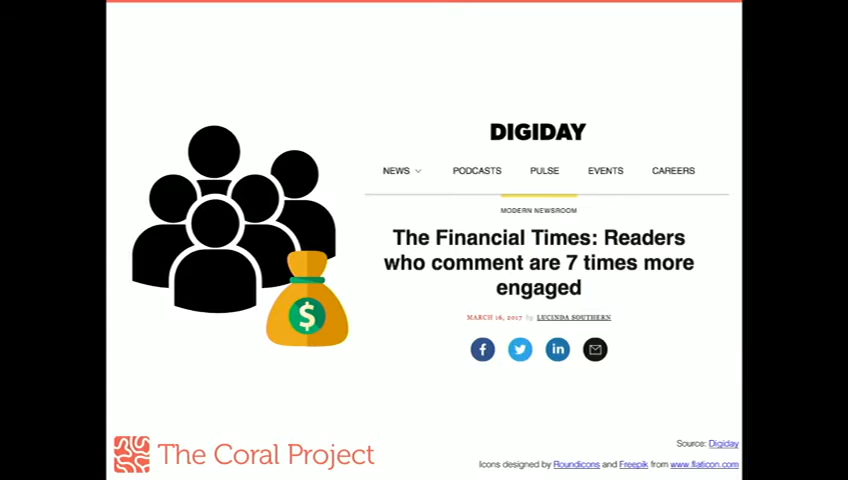 DIGIDAY
NEWS PODCASTS PULSE EVENTS CAREERS
MODERN NEWSROOM
The Financial Times: Readers
who comment are 7 times more
engaged
MARCH 16, 2017 by LUCINDA SOUTHERN
$
The Coral Project
Source: Digiday
Icons designed by Roundicons and Freepik from www.flaticon.com